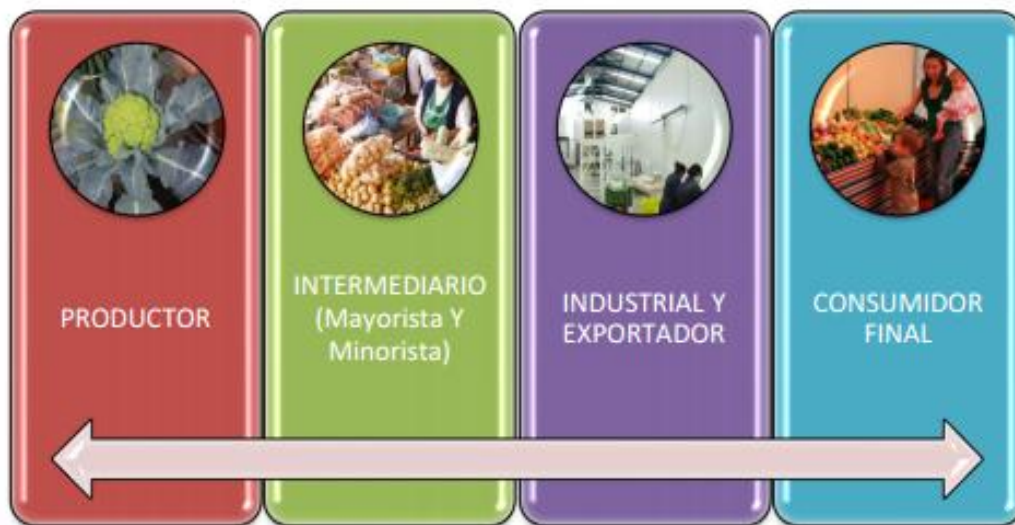 PRODUCTOR
INTERMEDIARIO
(Mayorista Y
Minorista)
INDUSTRIAL Y
EXPORTADOR
CONSUMIDOR
FINAL